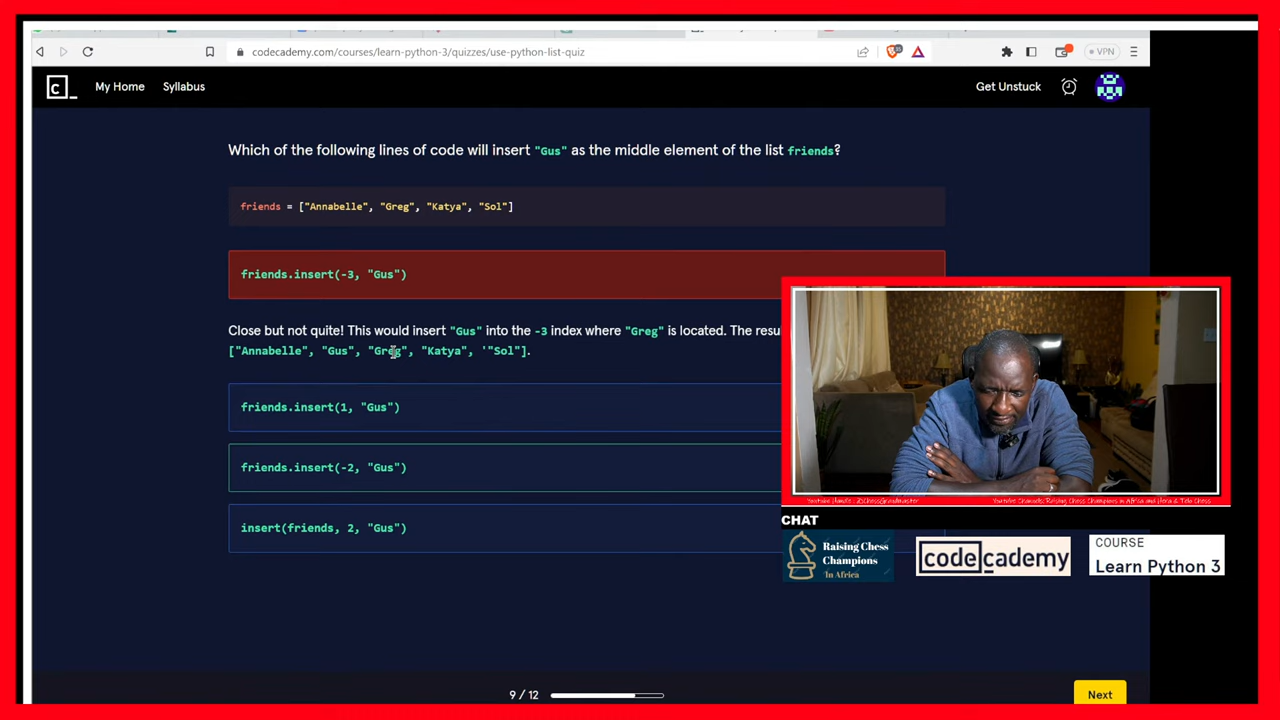 codecademy.com/courses/learn-python-3/quizzes/use-python-list-quiz
VPN
c_
My Home
Syllabus
Get Unstuck
Which of the following lines of code will insert "Gus" as the middle element of the list friends?
friends = ["Annabelle", "Greg", "Katya", "Sol"]
friends.insert(-3, "Gus")
Close but not quite! This would insert "Gus" into the -3 index where "Greg" is located. The resu
["Annabelle", "Gus", "Greg", "Katya", '"Sol"].
friends.insert(1, "Gus")
friends.insert(-2, "Gus")
insert(friends, 2, "Gus")
CHAT
Raising Chess
Champions
In Africa
codecademy
COURSE
Learn Python 3
9 / 12
Next